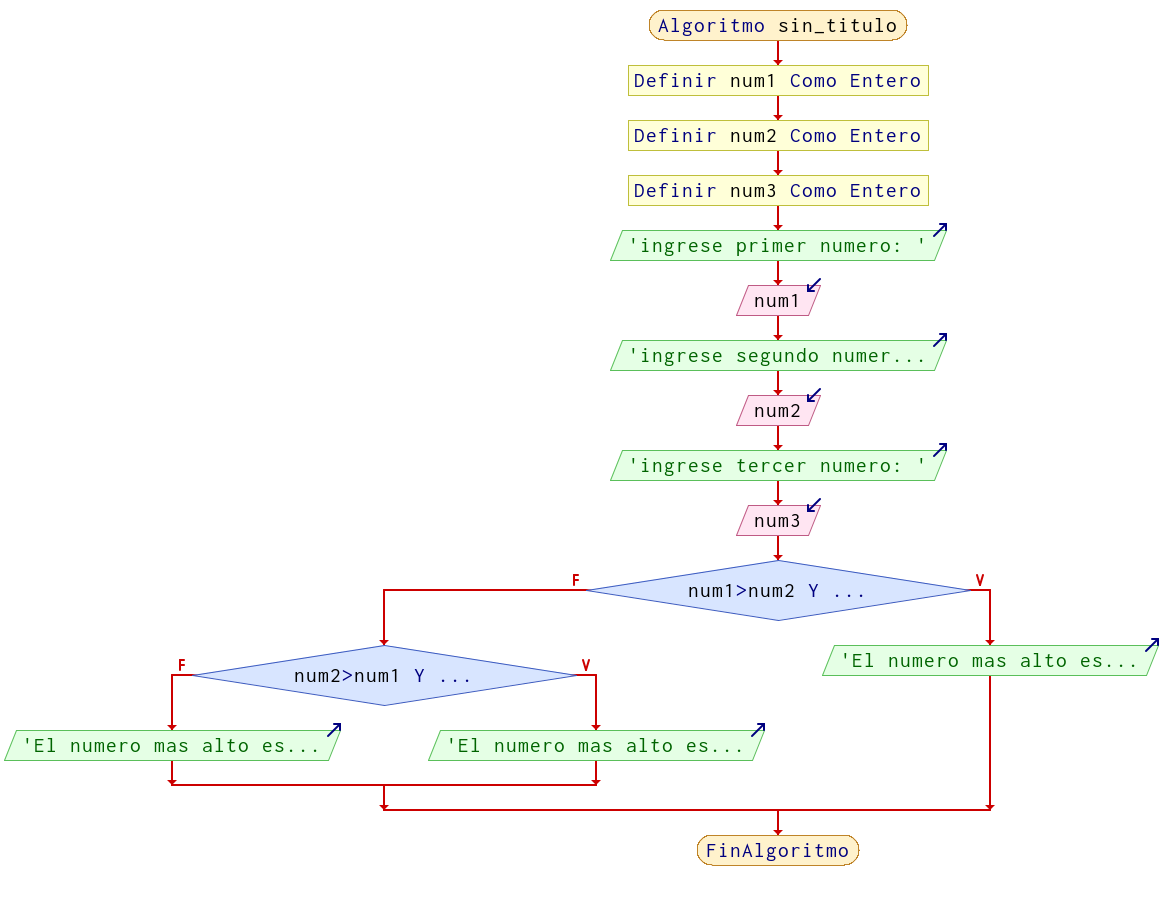 Algoritmo sin_titulo
Definir num1 Como Entero
Definir num2 Como Entero
Definir num3 Como Entero
'ingrese primer numero: '
num1
'ingrese segundo numer...
num2
'ingrese tercer numero: '
num3
F
num1>num2 Y ...
V
F
num2>num1 Y ...
V
'El numero mas alto es...
'El numero mas alto es...
'El numero mas alto es...
FinAlgoritmo